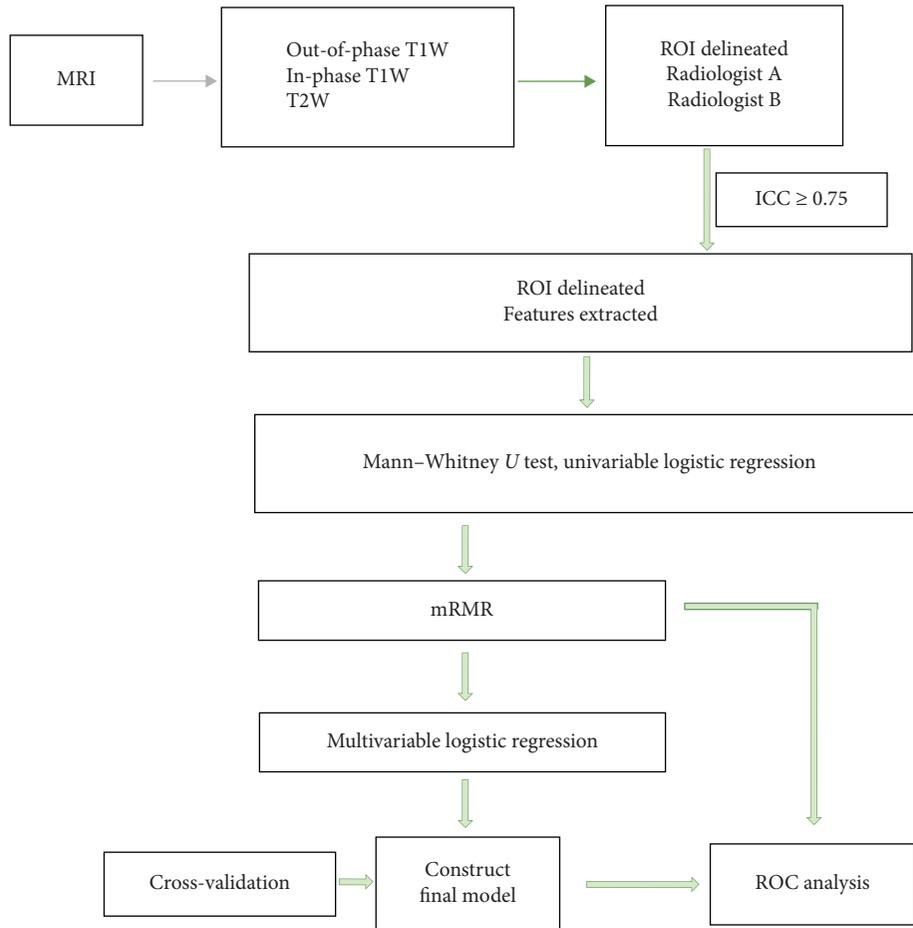 MRI
Out-of-phase T1W
In-phase T1W
T2W
ROI delineated
Radiologist A
Radiologist B
ICC ≥ 0.75
ROI delineated
Features extracted
Mann–Whitney U test, univariable logistic regression
mRMR
Multivariable logistic regression
Cross-validation
Construct
final model
ROC analysis